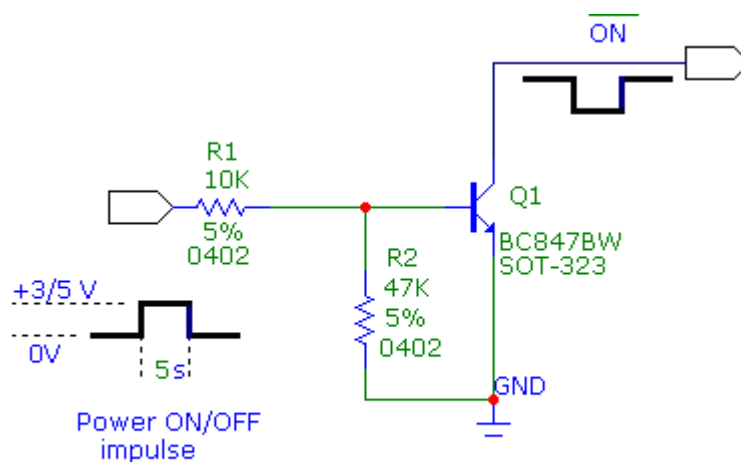 ON
R1
10K
5%
0402
Q1
BC847BW
SOT-323
R2
47K
5%
0402
+3/5 V
0V
5s
GND
Power ON/OFF
impulse